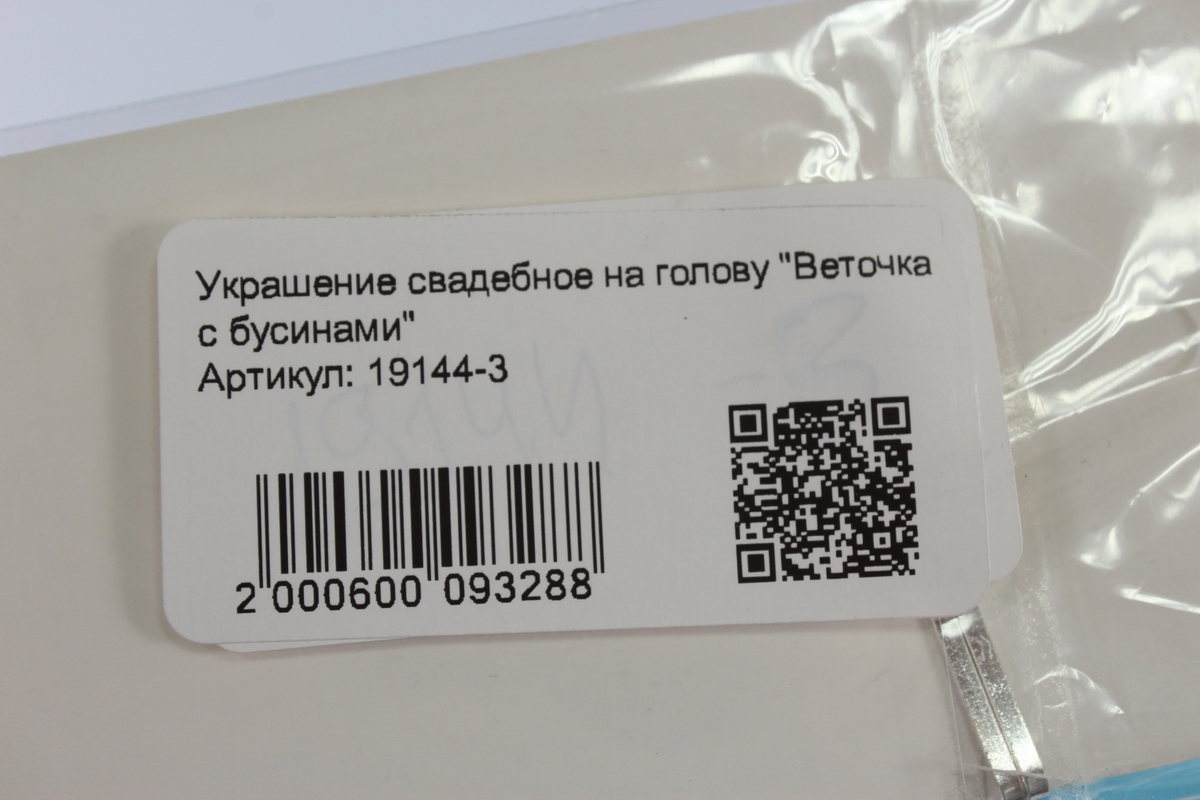 Украшение свадебное на голову "Веточка
с бусинами"
Артикул: 19144-3
2 000600 093288